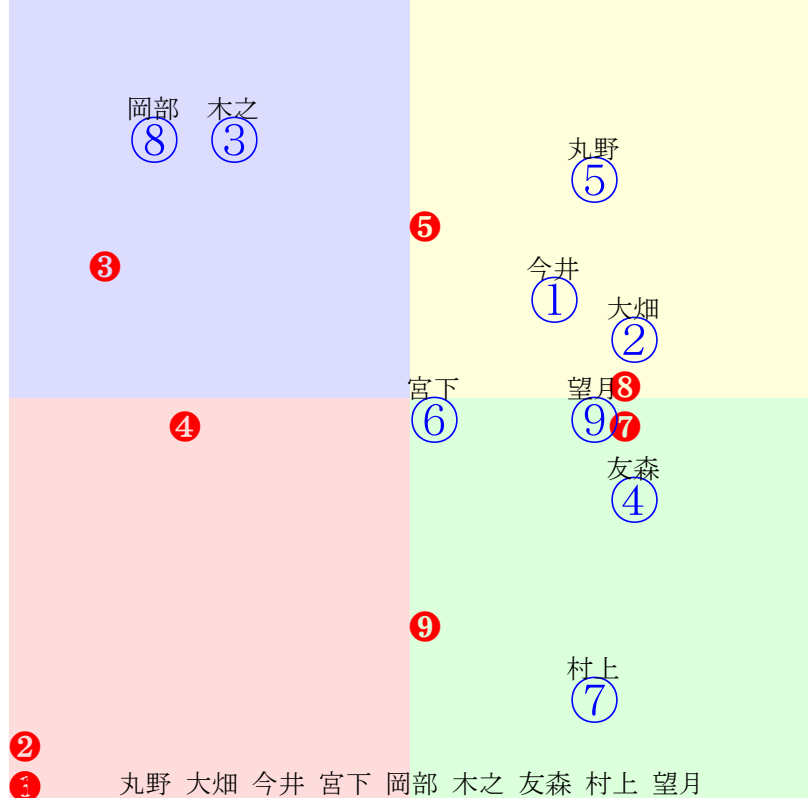 岡部 木之
⑧ ③
丸野
⑤
❺
❸
今井
①
大畑
②
❽
宮下 望月
⑥ ⑨ ❼
❹
友森
④
❾
村上
⑦
❷
丸野 大畑 今井 宮下 岡部 木之 友森 村上 望月